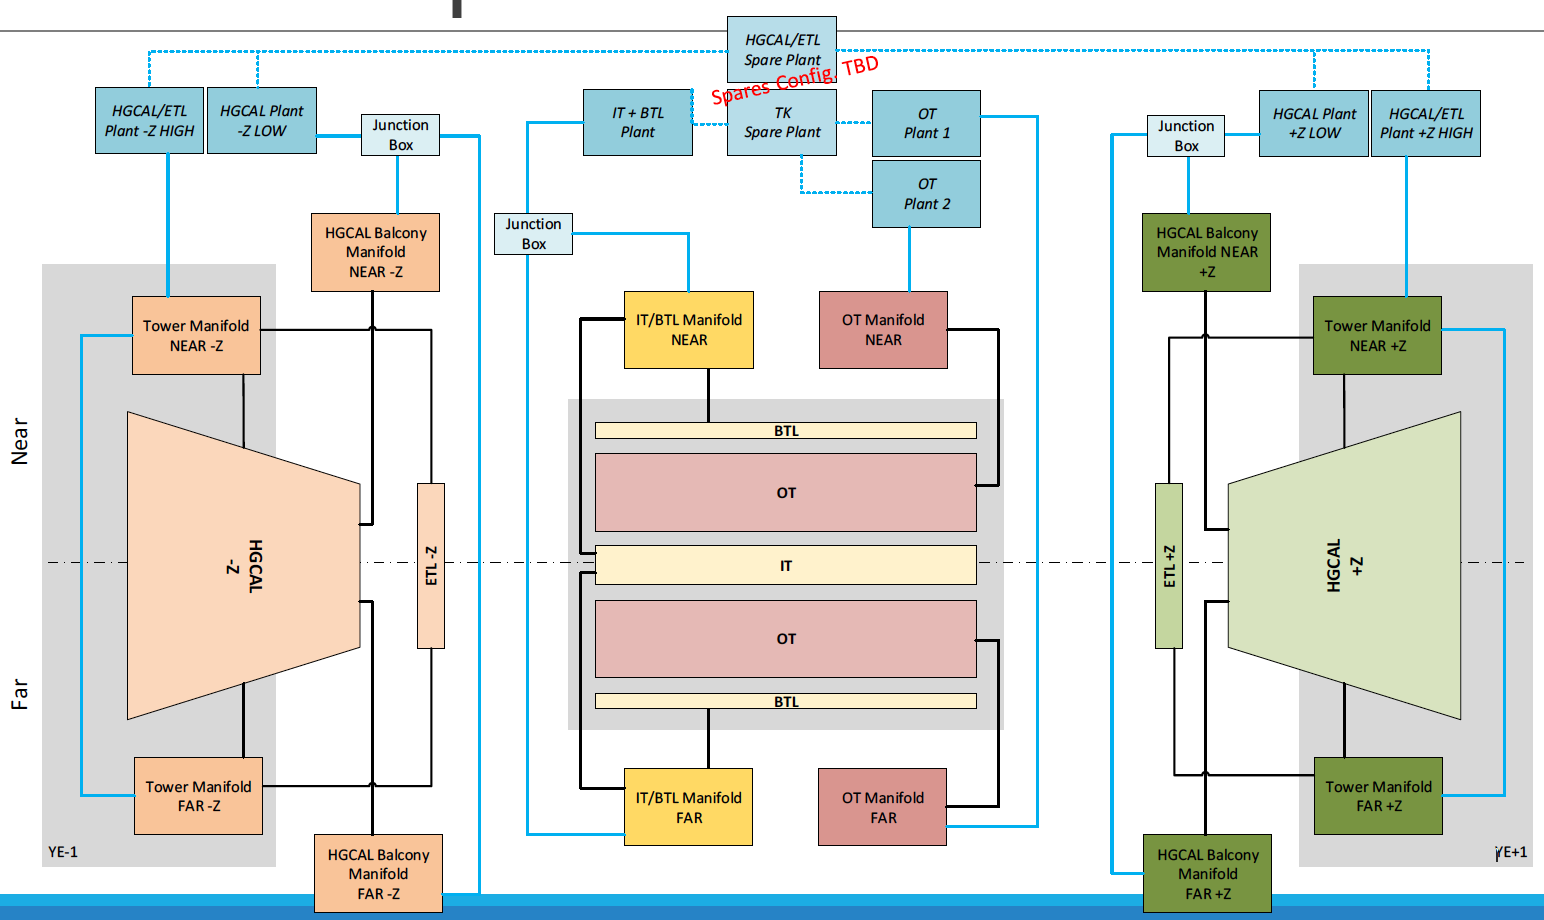 HGCAL/ETL
Spare Plant
Spares Config. TBD
HGCAL/ETL
Plant -Z HIGH
HGCAL Plant
-Z LOW
Junction
Box
IT + BTL
Plant
TK
Spare Plant
OT
Plant 1
OT
Plant 2
Junction
Box
HGCAL Plant
+Z LOW
HGCAL/ETL
Plant +Z HIGH
HGCAL Balcony
Manifold
NEAR -Z
Junction
Box
HGCAL Balcony
Manifold NEAR
+Z
Tower Manifold
NEAR -Z
IT/BTL Manifold
NEAR
OT Manifold
NEAR
Tower Manifold
NEAR +Z
Near
Far
HGCAL
-Z
ETL -Z
BTL
OT
IT
OT
BTL
ETL +Z
HGCAL
+Z
Tower Manifold
FAR -Z
IT/BTL Manifold
FAR
OT Manifold
FAR
Tower Manifold
FAR +Z
YE-1
HGCAL Balcony
Manifold
FAR -Z
HGCAL Balcony
Manifold
FAR +Z
YE+1